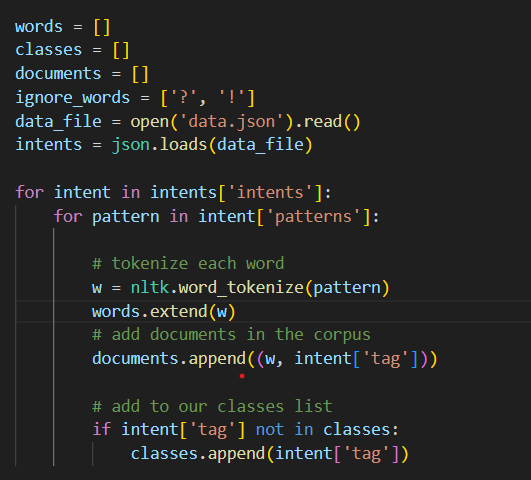 words = []
classes = []
documents = []
ignore_words = ['?', '!']
data_file = open('data.json').read()
intents = json.loads(data_file)

for intent in intents['intents']:
    for pattern in intent['patterns']:

        # tokenize each word
        w = nltk.word_tokenize(pattern)
        words.extend(w)
        # add documents in the corpus
        documents.append((w, intent['tag']))

        # add to our classes list
        if intent['tag'] not in classes:
            classes.append(intent['tag'])